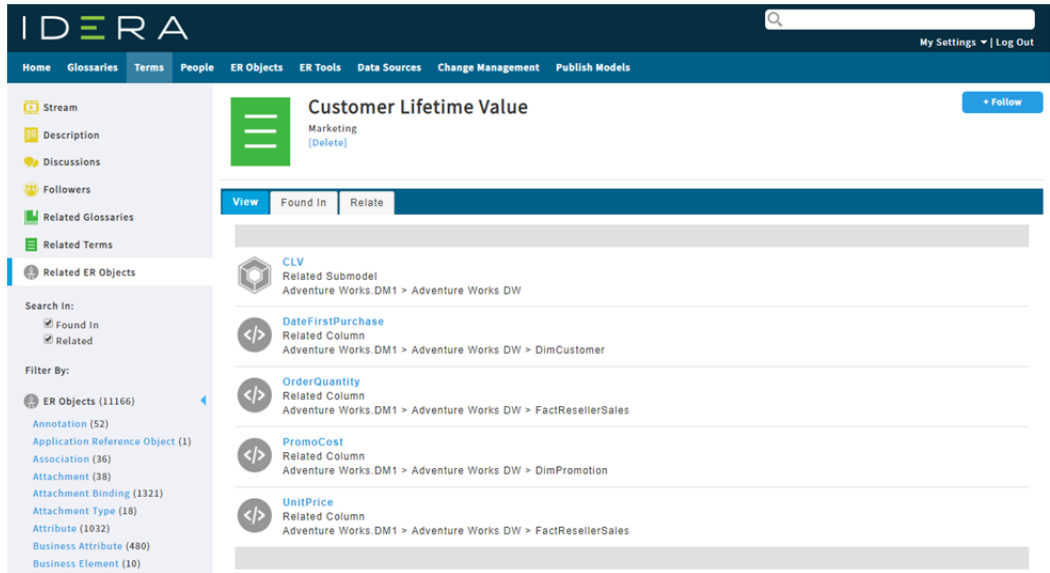 IDERA
My Settings | Log Out
Home Glossaries Terms People ER Objects ER Tools Data Sources Change Management Publish Models
Stream
Description
Discussions
Followers
Related Glossaries
Related Terms
Related ER Objects
Search In:
Found In
Related
Filter By:
ER Objects (11166)
Annotation (52)
Application Reference Object (1)
Association (36)
Attachment (38)
Attachment Binding (1321)
Attachment Type (18)
Attribute (1032)
Business Attribute (480)
Business Element (10)
Customer Lifetime Value
Marketing
[Delete]
+ Follow
View Found In Relate
CLV
Related Submodel
Adventure Works.DM1 > Adventure Works DW
DateFirstPurchase
Related Column
Adventure Works.DM1 > Adventure Works DW > DimCustomer
OrderQuantity
Related Column
Adventure Works.DM1 > Adventure Works DW > FactResellerSales
PromoCost
Related Column
Adventure Works.DM1 > Adventure Works DW > DimPromotion
UnitPrice
Related Column
Adventure Works.DM1 > Adventure Works DW > FactResellerSales